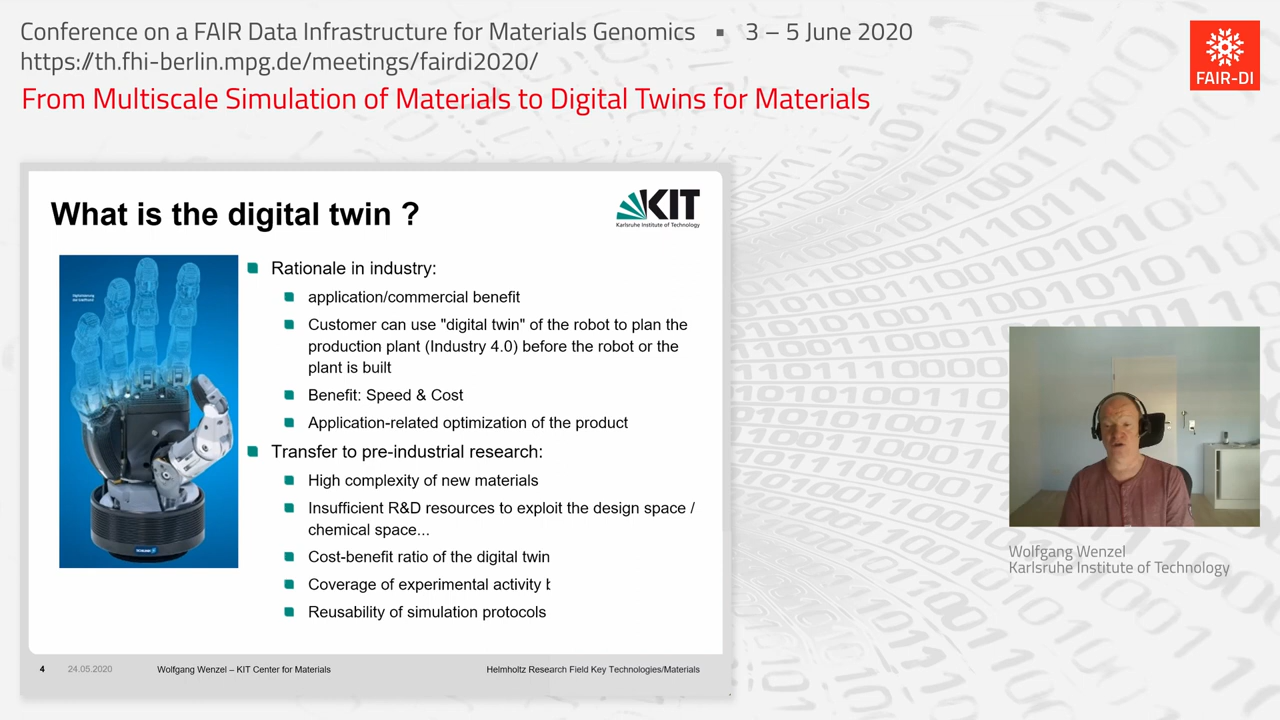 Conference on a FAIR Data Infrastructure for Materials Genomics ▪ 3 – 5 June 2020
https://th.fhi-berlin.mpg.de/meetings/fairdi2020/
From Multiscale Simulation of Materials to Digital Twins for Materials
FAIR-DI
What is the digital twin ?
KIT
Karlsruhe Institute of Technology
Rationale in industry:
application/commercial benefit
Customer can use "digital twin" of the robot to plan the
production plant (Industry 4.0) before the robot or the
plant is built
Benefit: Speed & Cost
Application-related optimization of the product
Transfer to pre-industrial research:
High complexity of new materials
Insufficient R&D resources to exploit the design space /
chemical space...
Cost-benefit ratio of the digital twin
Coverage of experimental activity t
Reusability of simulation protocols
4 24.05.2020 Wolfgang Wenzel – KIT Center for Materials Helmholtz Research Field Key Technologies/Materials
Wolfgang Wenzel
Karlsruhe Institute of Technology